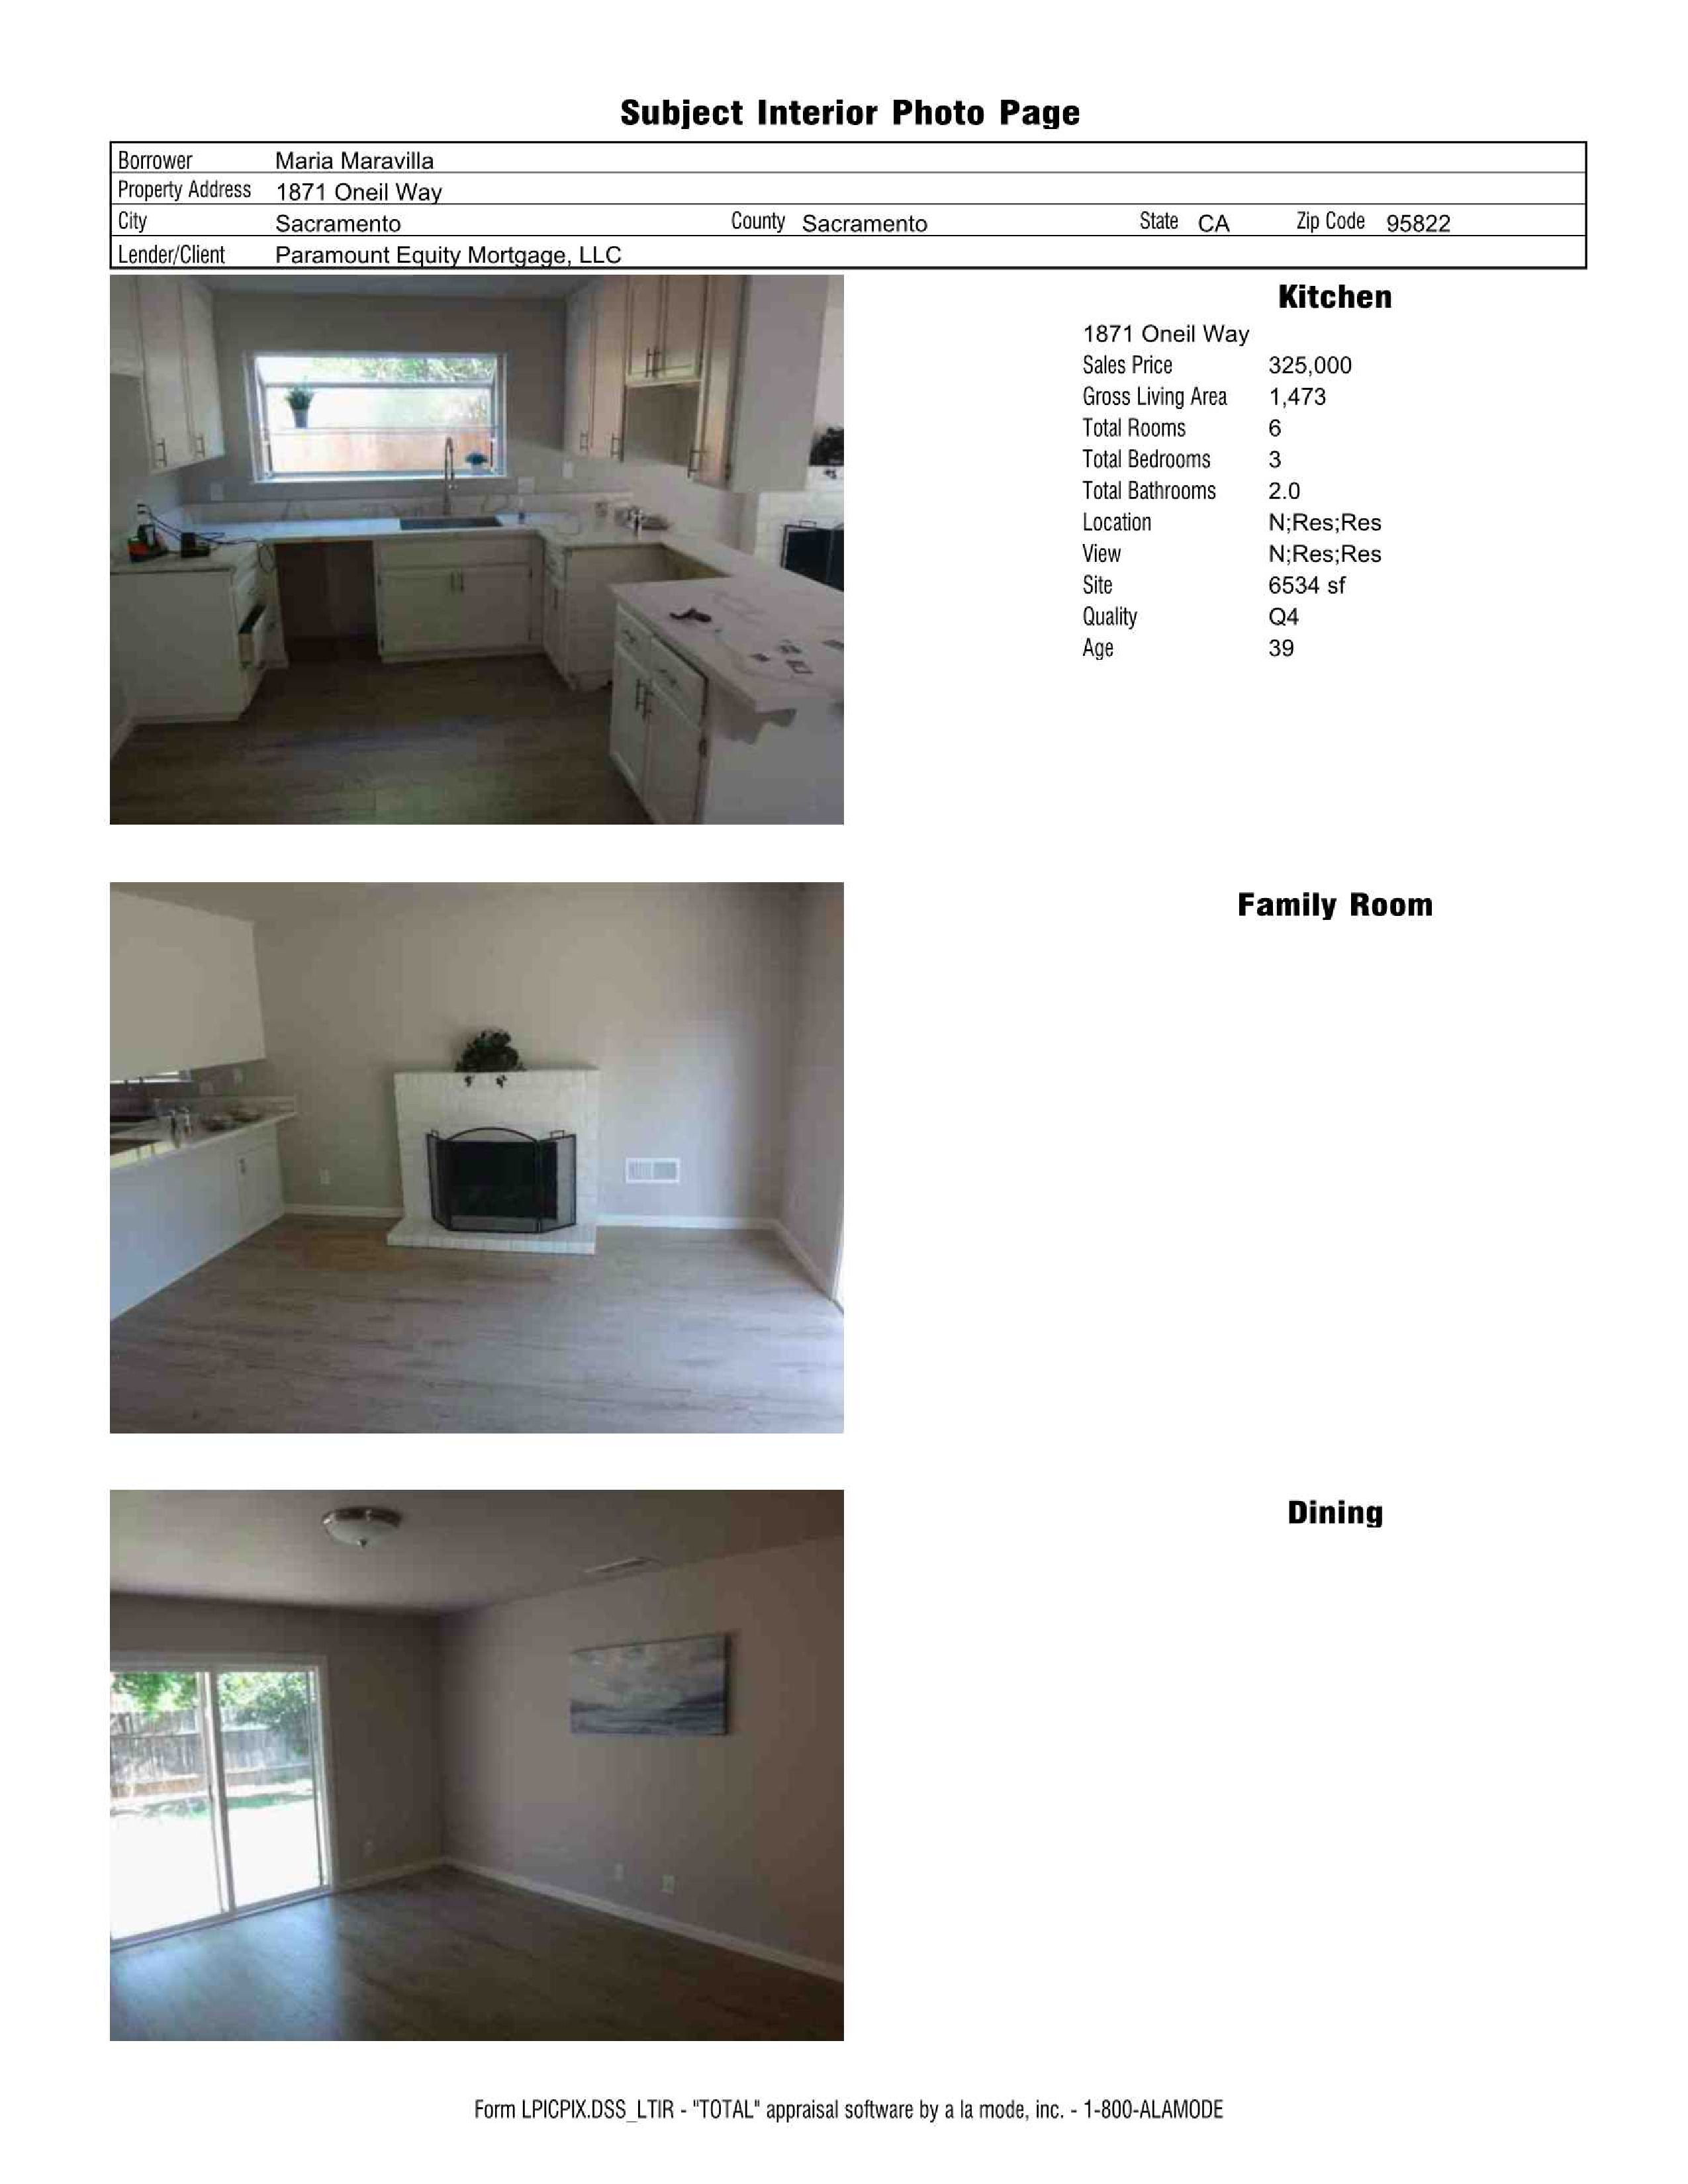 Subject Interior Photo Page
Borrower Maria Maravilla
Property Address 1871 Oneil Way
City Sacramento County Sacramento State CA Zip Code 95822
Lender/Client Paramount Equity Mortgage, LLC
Kitchen
1871 Oneil Way
Sales Price 325,000
Gross Living Area 1,473
Total Rooms 6
Total Bedrooms 3
Total Bathrooms 2.0
Location N;Res;Res
View N;Res;Res
Site 6534 sf
Quality Q4
Age 39
Family Room
Dining
Form LPICPIX.DSS_LTIR - "TOTAL" appraisal software by a la mode, inc. - 1-800-ALAMODE